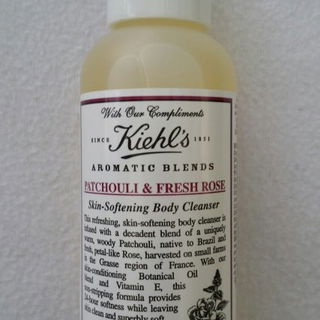 With Our Compliments
SINCE Kiehl's 1851
AROMATIC BLENDS
PATCHOULI & FRESH ROSE
Skin-Softening Body Cleanser
This refreshing, skin-softening body cleanser is
infused with a decadent blend of a uniquely
warm, woody Patchouli, native to Brazil and
fresh, petal-like Rose, harvested on small farms
in the Grasse region of France. With our
skin-conditioning Botanical Oil
Blend and Vitamin E, this
non-stripping formula provides
24-hour softness while leaving
skin clean and superbly soft